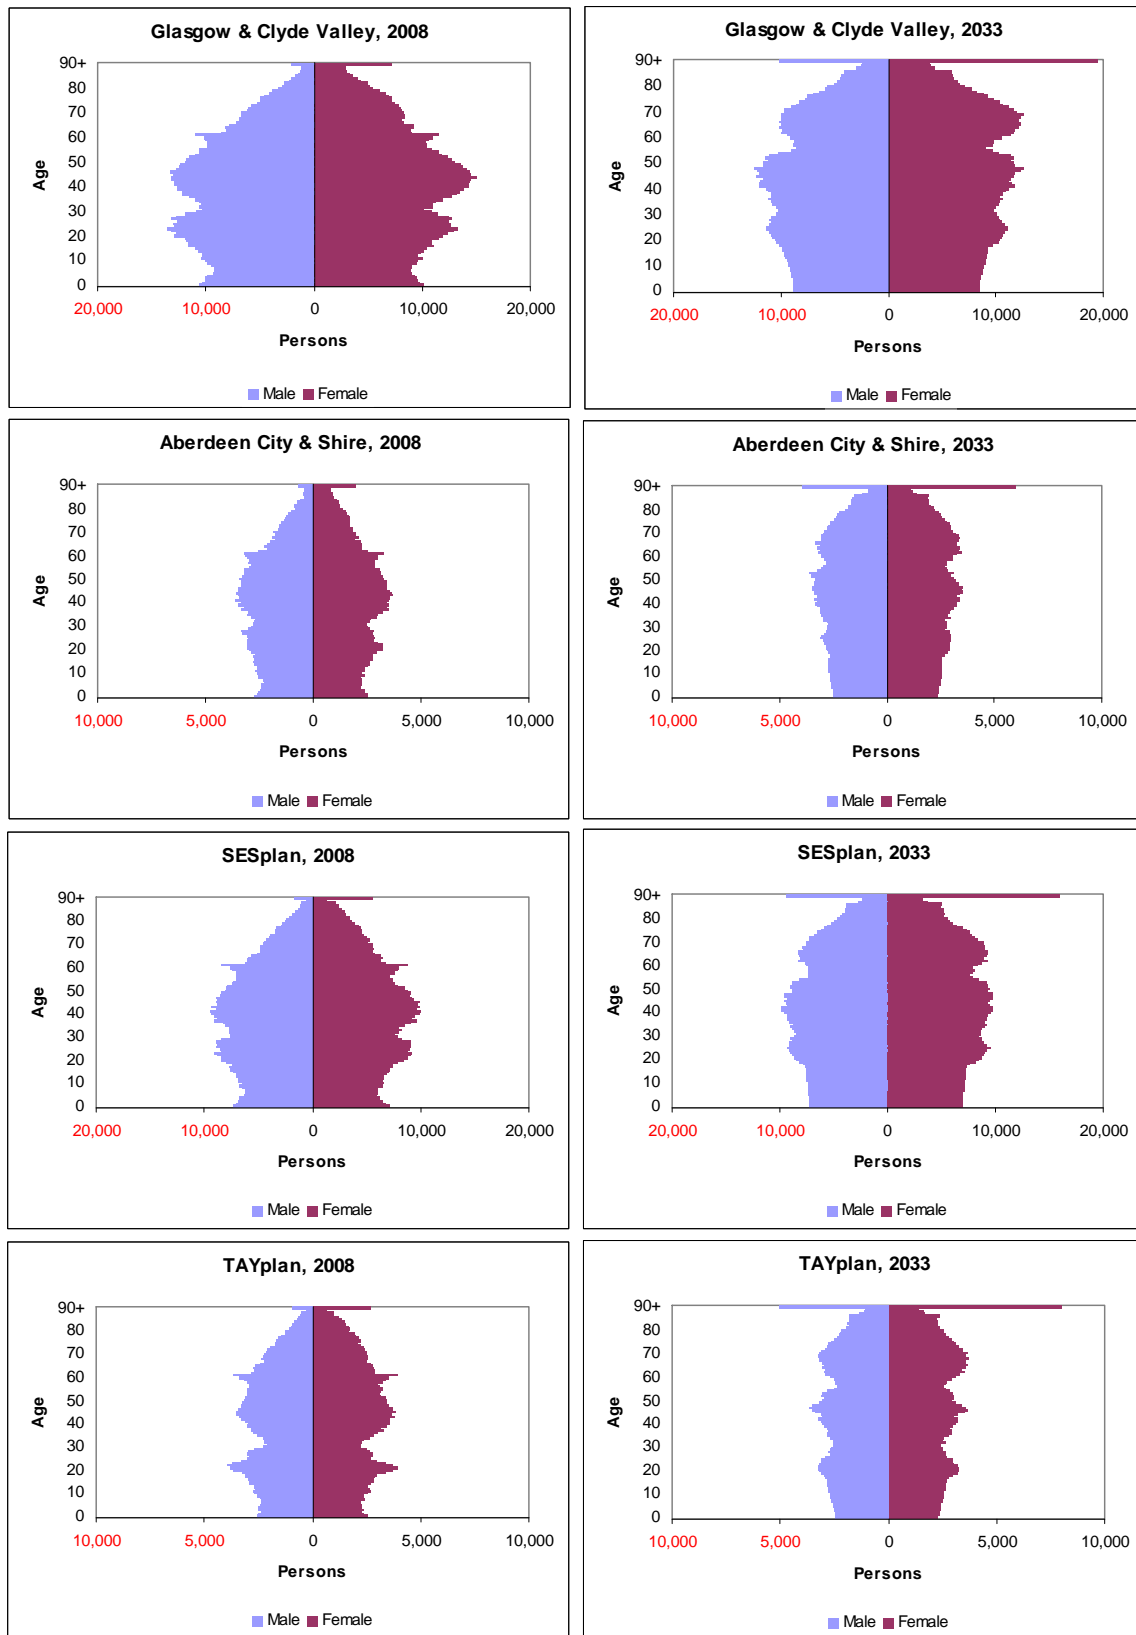 Glasgow & Clyde Valley, 2008
90+
80
70
60
50
40
30
20
10
0
Age
20,000 10,000 0 10,000 20,000
Persons
Male Female
Glasgow & Clyde Valley, 2033
90+
80
70
60
50
40
30
20
10
0
Age
20,000 10,000 0 10,000 20,000
Persons
Male Female
Aberdeen City & Shire, 2008
90+
80
70
60
50
40
30
20
10
0
Age
10,000 5,000 0 5,000 10,000
Persons
Male Female
Aberdeen City & Shire, 2033
90+
80
70
60
50
40
30
20
10
0
Age
10,000 5,000 0 5,000 10,000
Persons
Male Female
SESplan, 2008
90+
80
70
60
50
40
30
20
10
0
Age
20,000 10,000 0 10,000 20,000
Persons
Male Female
SESplan, 2033
90+
80
70
60
50
40
30
20
10
0
Age
20,000 10,000 0 10,000 20,000
Persons
Male Female
TAYplan, 2008
90+
80
70
60
50
40
30
20
10
0
Age
10,000 5,000 0 5,000 10,000
Persons
Male Female
TAYplan, 2033
90+
80
70
60
50
40
30
20
10
0
Age
10,000 5,000 0 5,000 10,000
Persons
Male Female